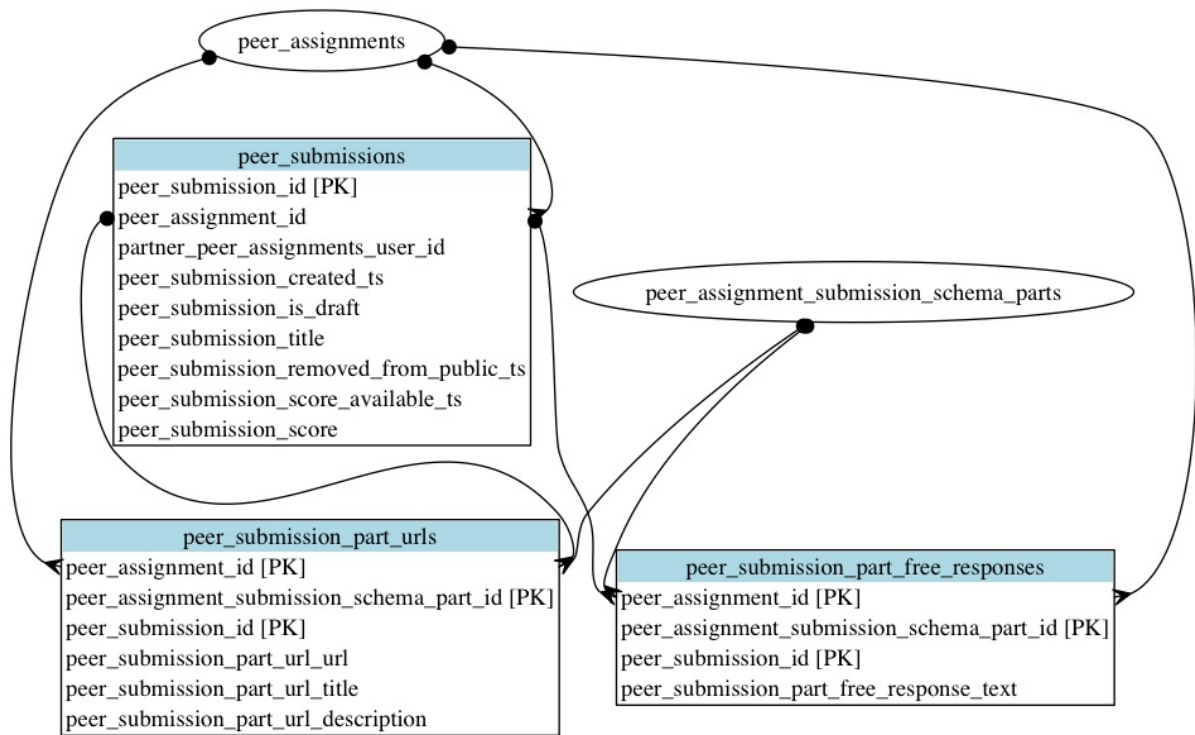 peer_assignments
peer_submissions
peer_submission_id [PK]
peer_assignment_id
partner_peer_assignments_user_id
peer_submission_created_ts
peer_submission_is_draft
peer_submission_title
peer_submission_removed_from_public_ts
peer_submission_score_available_ts
peer_submission_score
peer_assignment_submission_schema_parts
peer_submission_part_urls
peer_assignment_id [PK]
peer_assignment_submission_schema_part_id [PK]
peer_submission_id [PK]
peer_submission_part_url_url
peer_submission_part_url_title
peer_submission_part_url_description
peer_submission_part_free_responses
peer_assignment_id [PK]
peer_assignment_submission_schema_part_id [PK]
peer_submission_id [PK]
peer_submission_part_free_response_text